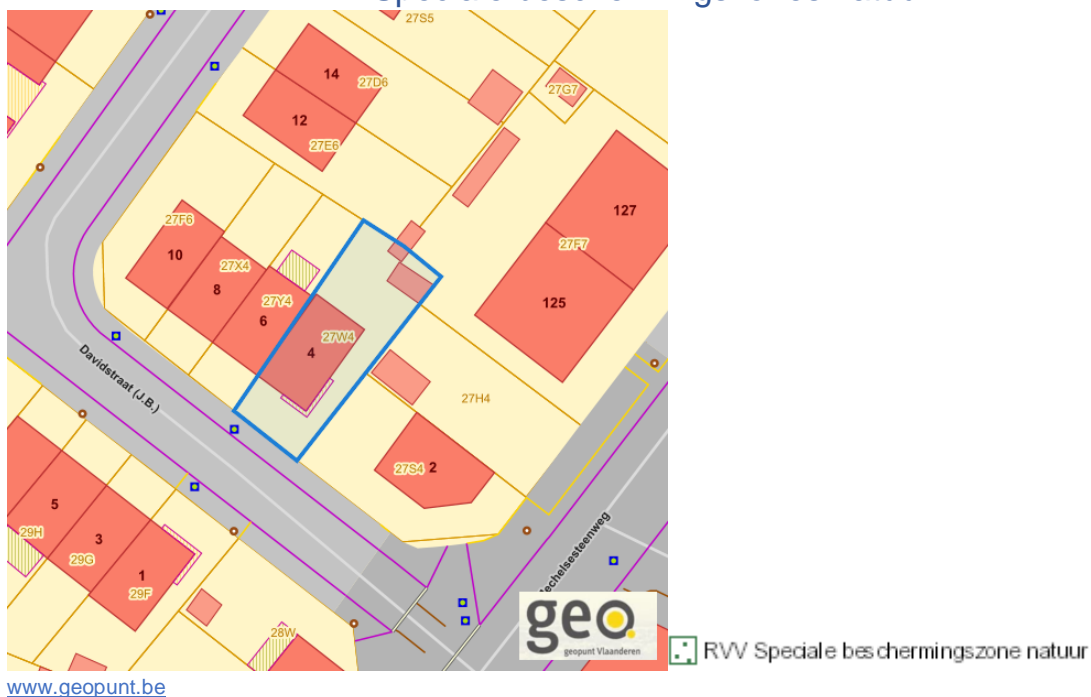 27S5
14
27D6
27G7
12
27E6
127
27F6
27F7
10
27X4
8
125
27Y4
6
27W4
4
Davidstraat (J.B.)
27H4
27S4 2
5
29H
3
29G
1
29F
28W
geo
geopunt Vlaanderen
RVV Speciale beschermingszone natuur
www.geopunt.be